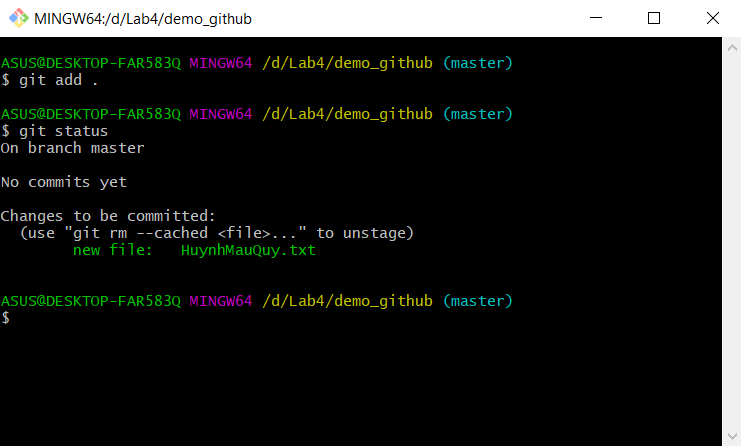 MINGW64:/d/Lab4/demo_github
ASUS@DESKTOP-FAR583Q MINGW64 /d/Lab4/demo_github (master)
$ git add .
ASUS@DESKTOP-FAR583Q MINGW64 /d/Lab4/demo_github (master)
$ git status
On branch master
No commits yet
Changes to be committed:
  (use "git rm --cached <file>..." to unstage)
        new file:   HuynhMauQuy.txt
ASUS@DESKTOP-FAR583Q MINGW64 /d/Lab4/demo_github (master)
$